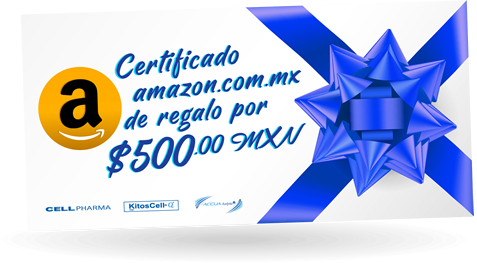 Certificado
amazon.com.mx
de regalo por
$500.00 MXN
a
CELLPHARMA
KitosCell-α